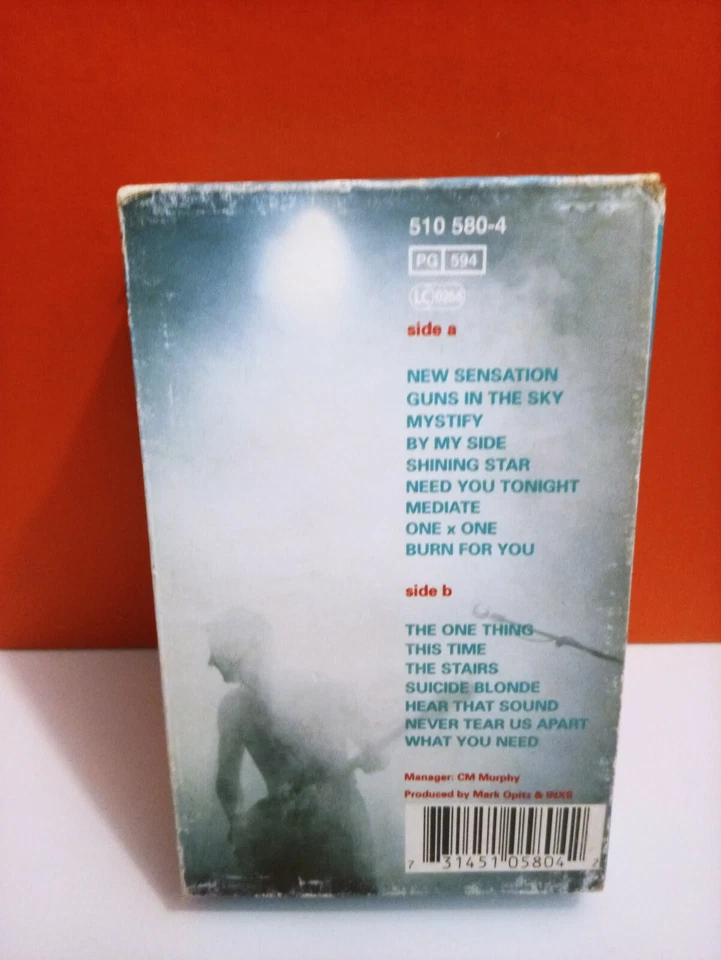 510 580-4
PG 594
LC 0268
side a
NEW SENSATION
GUNS IN THE SKY
MYSTIFY
BY MY SIDE
SHINING STAR
NEED YOU TONIGHT
MEDIATE
ONE x ONE
BURN FOR YOU
side b
THE ONE THING
THIS TIME
THE STAIRS
SUICIDE BLONDE
HEAR THAT SOUND
NEVER TEAR US APART
WHAT YOU NEED
Manager: CM Murphy
Produced by Mark Opitz & INXS
7 31451 05804 2